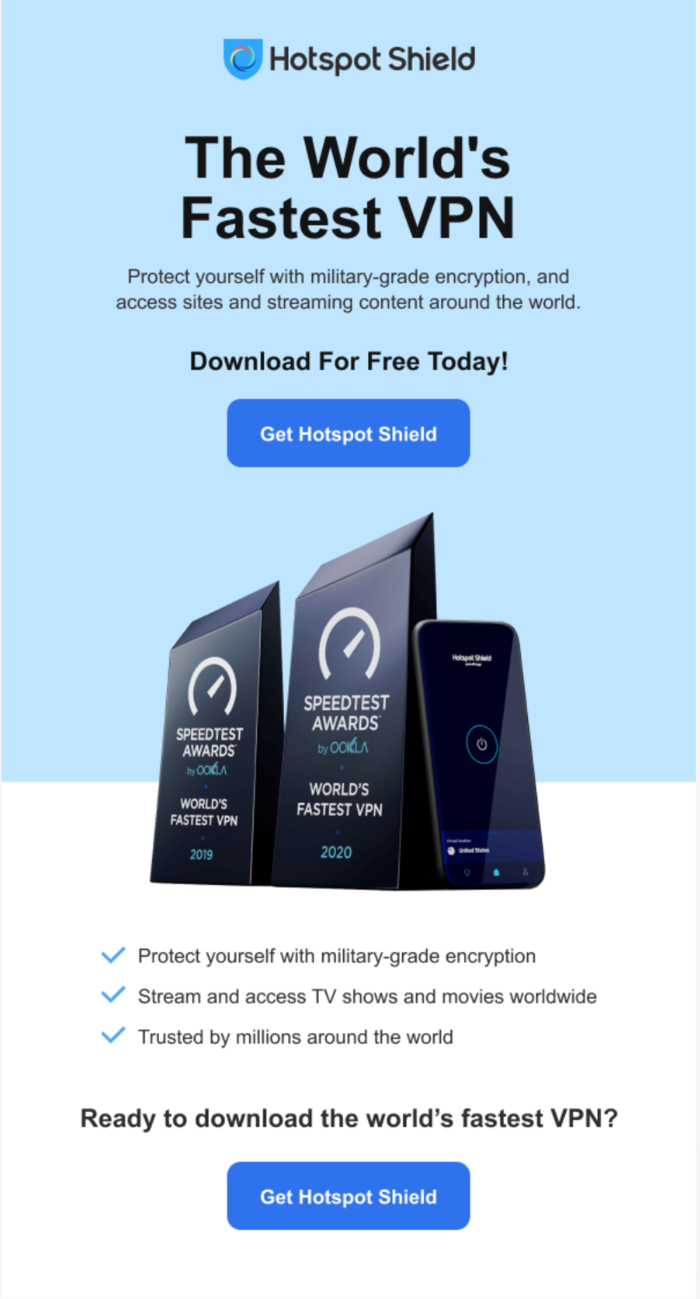 Hotspot Shield
The World's
Fastest VPN
Protect yourself with military-grade encryption, and
access sites and streaming content around the world.
Download For Free Today!
Get Hotspot Shield
SPEEDTEST
AWARDS
by OOKLA
WORLD'S
FASTEST VPN
2019
SPEEDTEST
AWARDS
by OOKLA
WORLD'S
FASTEST VPN
2020
Hotspot Shield
United States
Protect yourself with military-grade encryption
Stream and access TV shows and movies worldwide
Trusted by millions around the world
Ready to download the world’s fastest VPN?
Get Hotspot Shield